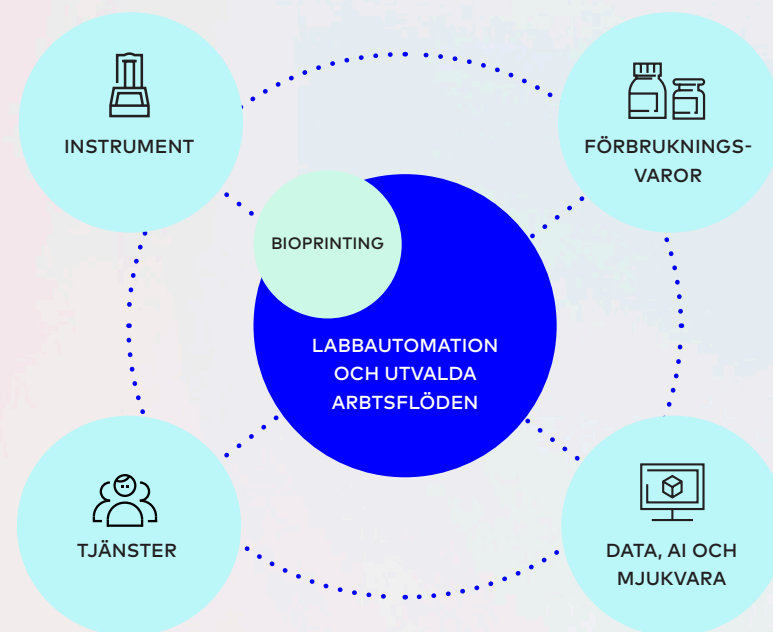 INSTRUMENT
FÖRBRUKNINGS-
VAROR
BIOPRINTING
LABBAUTOMATION
OCH UTVALDA
ARBTSFLÖDEN
TJÄNSTER
DATA, AI OCH
MJUKVARA